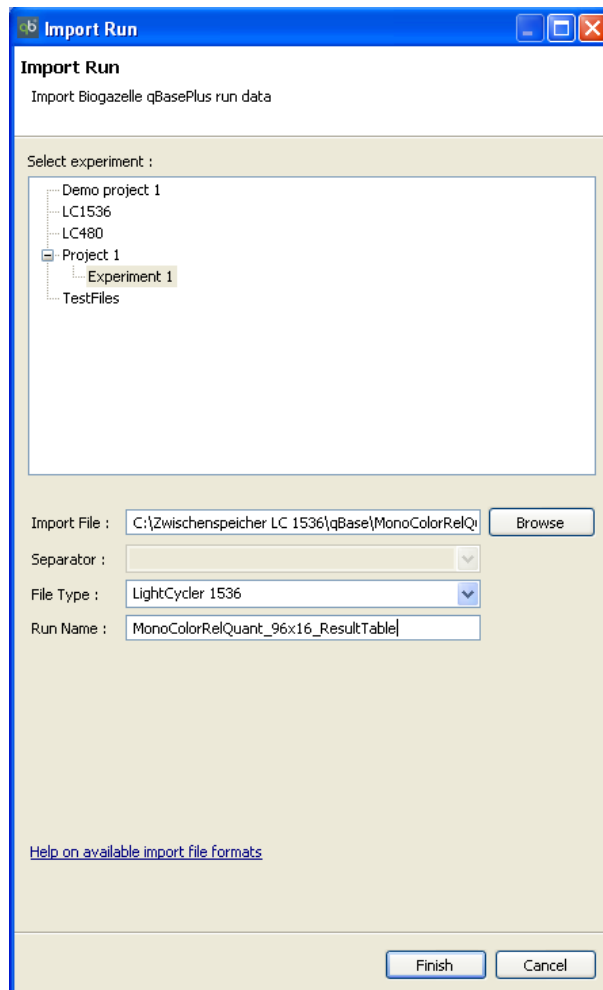 qb Import Run
Import Run
Import Biogazelle qBasePlus run data
Select experiment :
Demo project 1
LC1536
LC480
Project 1
Experiment 1
TestFiles
Import File : C:\Zwischenspeicher LC 1536\qBase\MonoColorRelQu Browse
Separator :
File Type : LightCycler 1536
Run Name : MonoColorRelQuant_96x16_ResultTable
Help on available import file formats
Finish Cancel